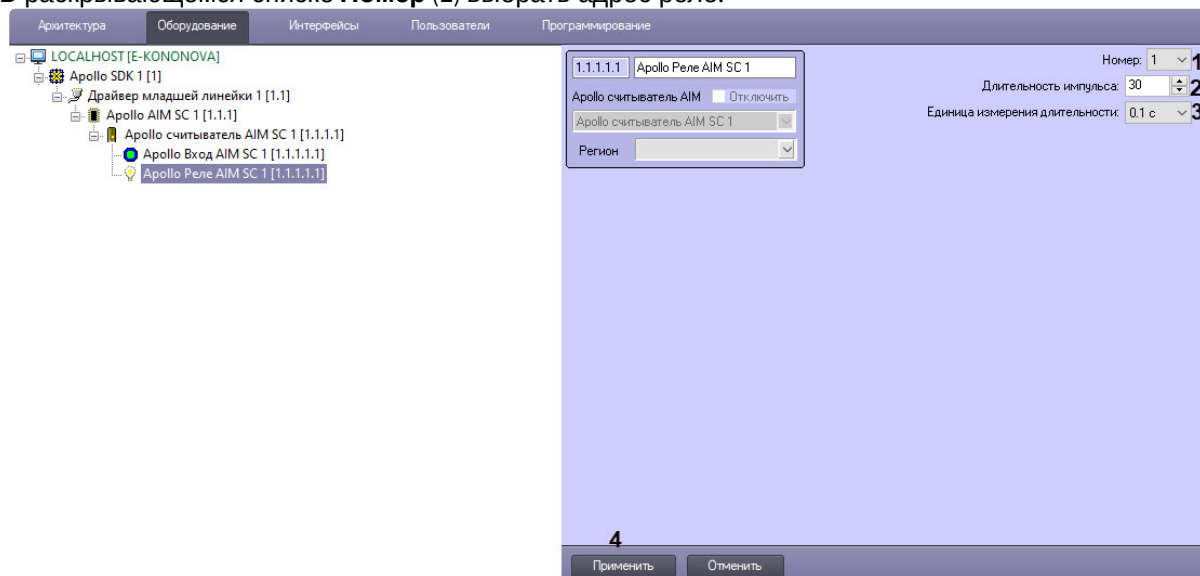 В раскрывающемся списке Номер (1) выбрать адрес реле.
Архитектура Оборудование Интерфейсы Пользователи Программирование
LOCALHOST [E-KONONOVA]
Apollo SDK 1 [1]
Драйвер младшей линейки 1 [1.1]
Apollo AIM SC 1 [1.1.1]
Apollo считыватель AIM SC 1 [1.1.1.1]
Apollo Вход AIM SC 1 [1.1.1.1.1]
Apollo Реле AIM SC 1 [1.1.1.1.1]
1.1.1.1.1 Apollo Реле AIM SC 1
Apollo считыватель AIM Отключить
Apollo считыватель AIM SC 1
Регион
Номер: 1 1
Длительность импульса: 30 2
Единица измерения длительности: 0.1 с 3
4
Применить Отменить